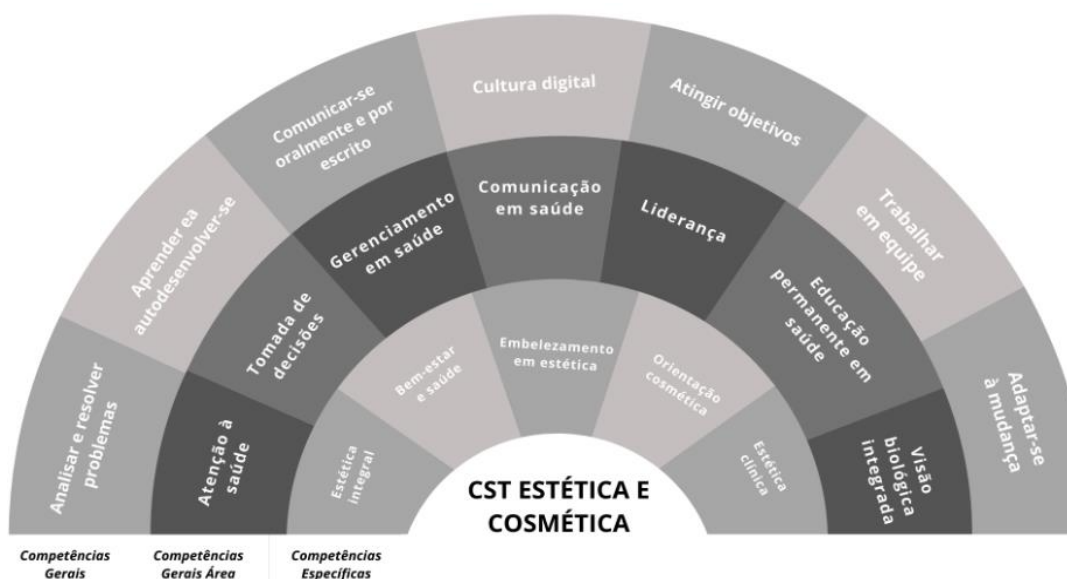 Analisar e resolver
problemas
Aprender ea
autodesenvolver-se
Comunicar-se
oralmente e por
escrito
Cultura digital
Atingir objetivos
Trabalhar
em equipe
Adaptar-se
à mudança
Atenção à
saúde
Tomada de
decisões
Gerenciamento
em saúde
Comunicação
em saúde
Liderança
Educação
permanente em
saúde
Visão
biológica
integrada
Estética
integral
Bem-estar
e saúde
Embelezamento
em estética
Orientação
cosmética
Estética
clínica
CST ESTÉTICA E
COSMÉTICA
Competências
Gerais
Competências
Gerais Área
Competências
Específicas